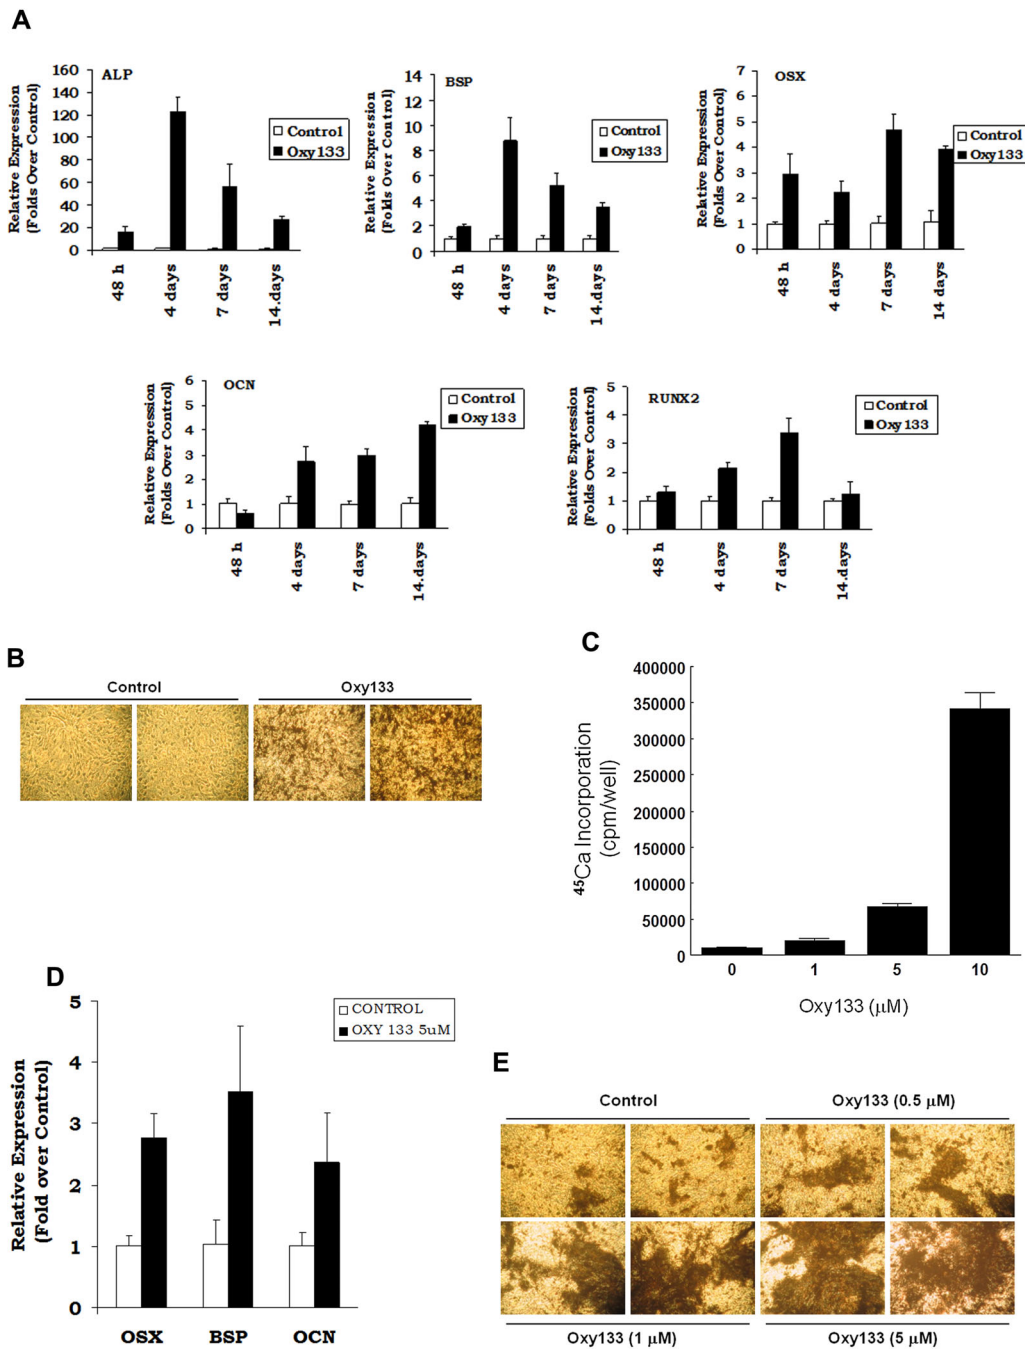 A
ALP
Relative Expression
(Folds Over Control)
160
140
120
100
80
60
40
20
0
48 h
4 days
7 days
14.days
Control
Oxy133
BSP
Relative Expression
(Folds Over Control)
14
12
10
8
6
4
2
0
48 h
4 days
7 days
14.days
Control
Oxy133
OSX
Relative Expression
(Folds Over Control)
7
6
5
4
3
2
1
0
48 h
4 days
7 days
14 days
Control
Oxy133
OCN
Relative Expression
(Folds Over Control)
6
5
4
3
2
1
0
48 h
4 days
7 days
14.days
Control
Oxy133
RUNX2
Relative Expression
(Folds Over Control)
5
4
3
2
1
0
48 h
4 days
7 days
14.days
Control
Oxy133
B
Control
Oxy133
C
45Ca Incorporation
(cpm/well)
400000
350000
300000
250000
200000
150000
100000
50000
0
0
1
5
10
Oxy133 (μM)
D
Relative Expression
(Fold over Control)
5
4
3
2
1
0
CONTROL
OXY 133 5uM
OSX
BSP
OCN
E
Control
Oxy133 (0.5 μM)
Oxy133 (1 μM)
Oxy133 (5 μM)